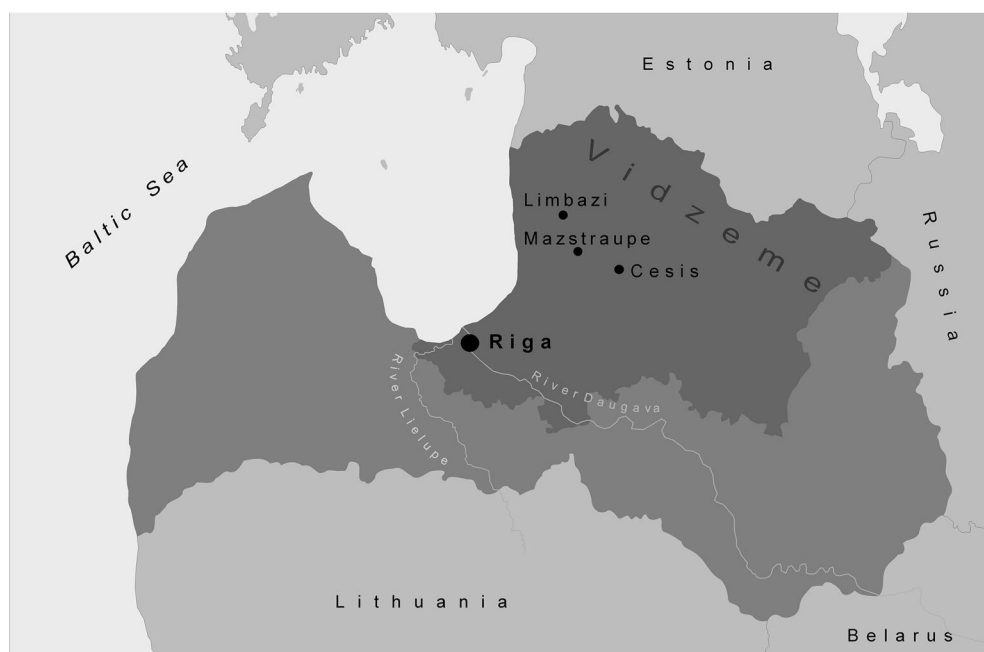 Estonia
Vidzeme
Baltic Sea
Limbazi
Mazstraupe
Cesis
Russia
Riga
River Lielupe
River Daugava
Lithuania
Belarus